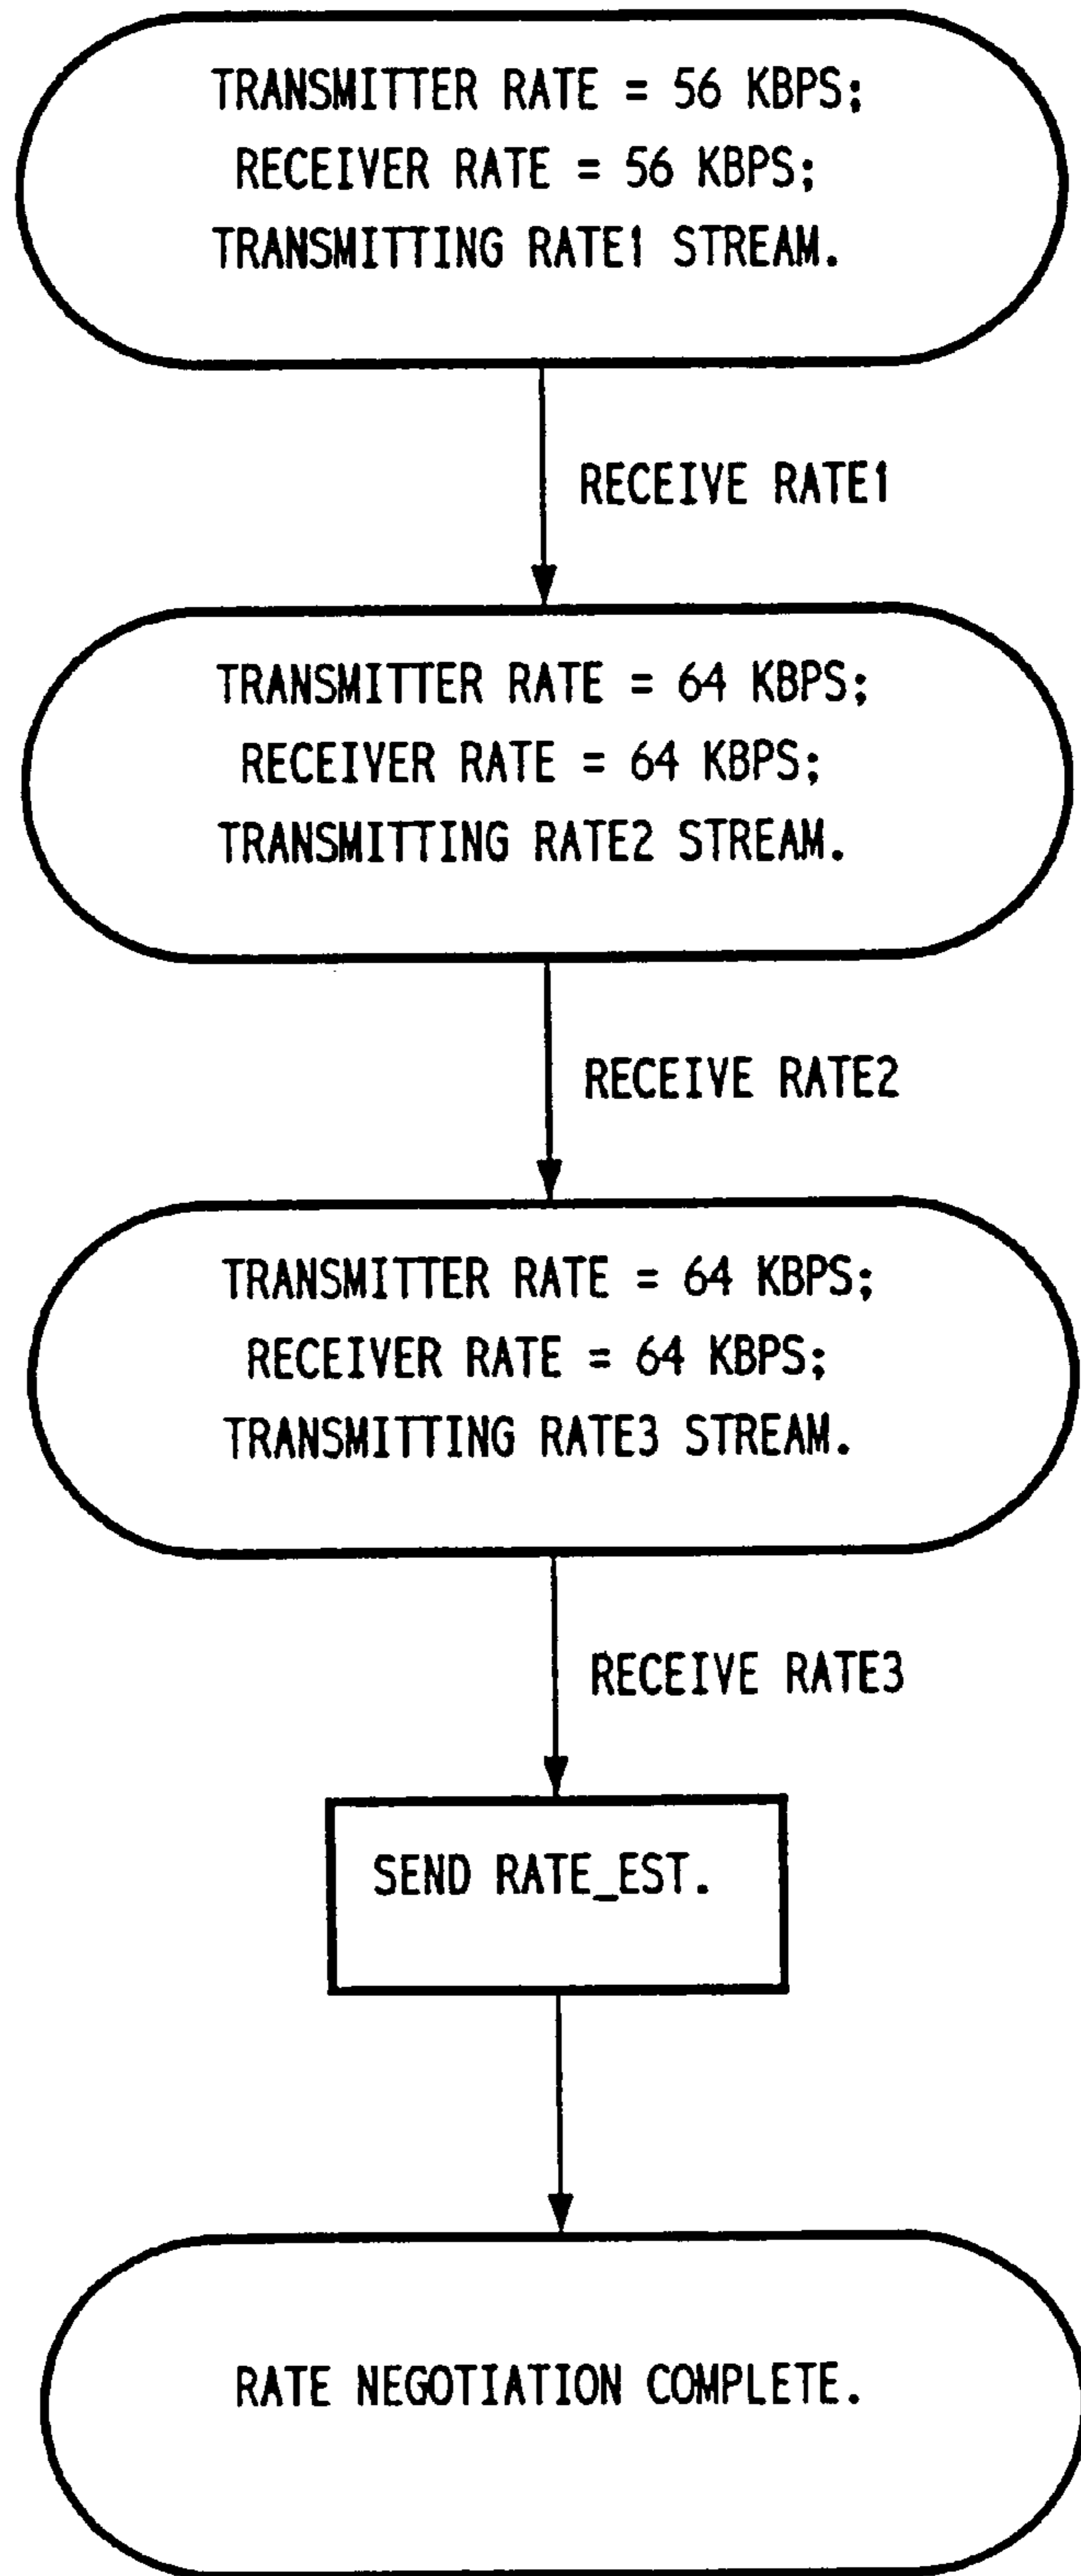 TRANSMITTER RATE = 56 KBPS;
RECEIVER RATE = 56 KBPS;
TRANSMITTING RATE1 STREAM.
RECEIVE RATE1
TRANSMITTER RATE = 64 KBPS;
RECEIVER RATE = 64 KBPS;
TRANSMITTING RATE2 STREAM.
RECEIVE RATE2
TRANSMITTER RATE = 64 KBPS;
RECEIVER RATE = 64 KBPS;
TRANSMITTING RATE3 STREAM.
RECEIVE RATE3
SEND RATE_EST.
RATE NEGOTIATION COMPLETE.